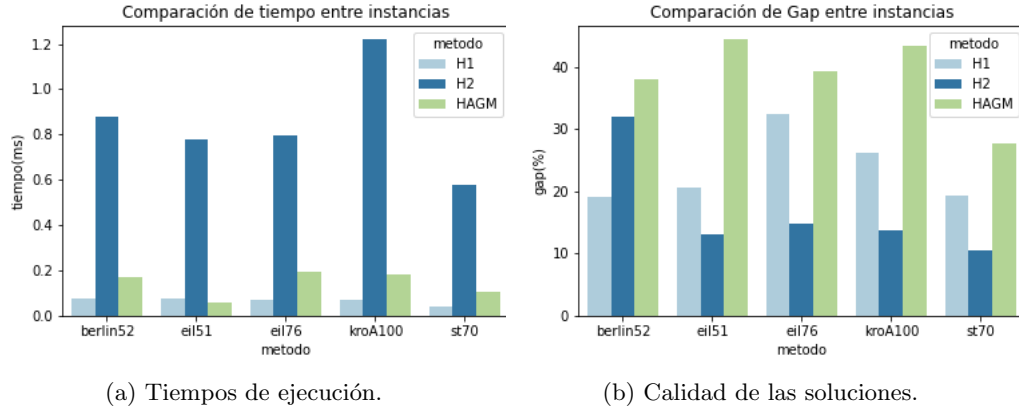 Comparación de tiempo entre instancias
metodo
H1
H2
HAGM
1.2
1.0
0.8
0.6
0.4
0.2
0.0
tiempo(ms)
berlin52 eil51 eil76 kroA100 st70
metodo
(a) Tiempos de ejecución.
Comparación de Gap entre instancias
metodo
H1
H2
HAGM
40
30
20
10
0
gap(%)
berlin52 eil51 eil76 kroA100 st70
metodo
(b) Calidad de las soluciones.